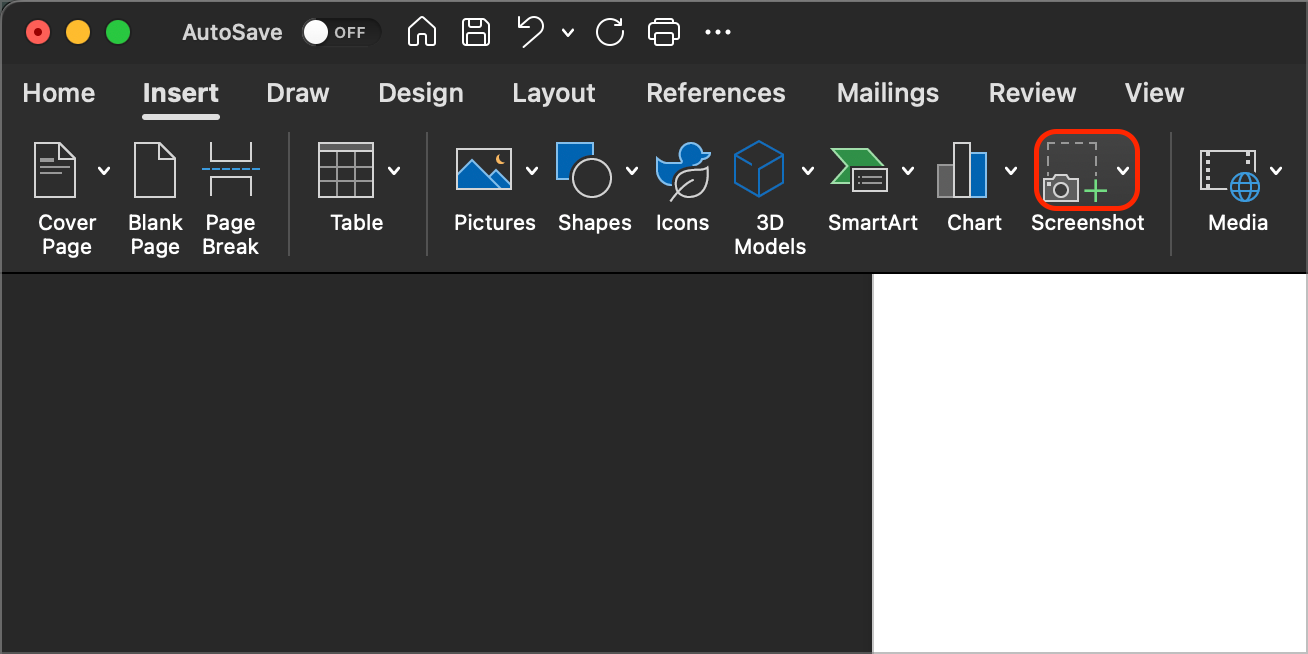 AutoSave OFF
Home Insert Draw Design Layout References Mailings Review View
Cover Page
Blank Page
Page Break
Table
Pictures
Shapes
Icons
3D Models
SmartArt
Chart
Screenshot
Media